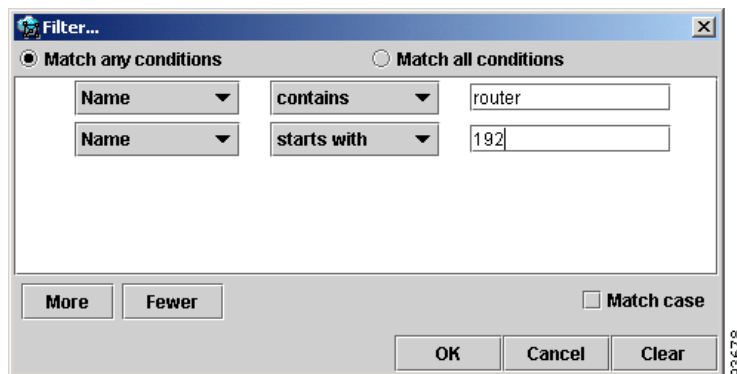 Filter...
Match any conditions Match all conditions
Name contains router
Name starts with 192
More Fewer Match case
OK Cancel Clear
93678